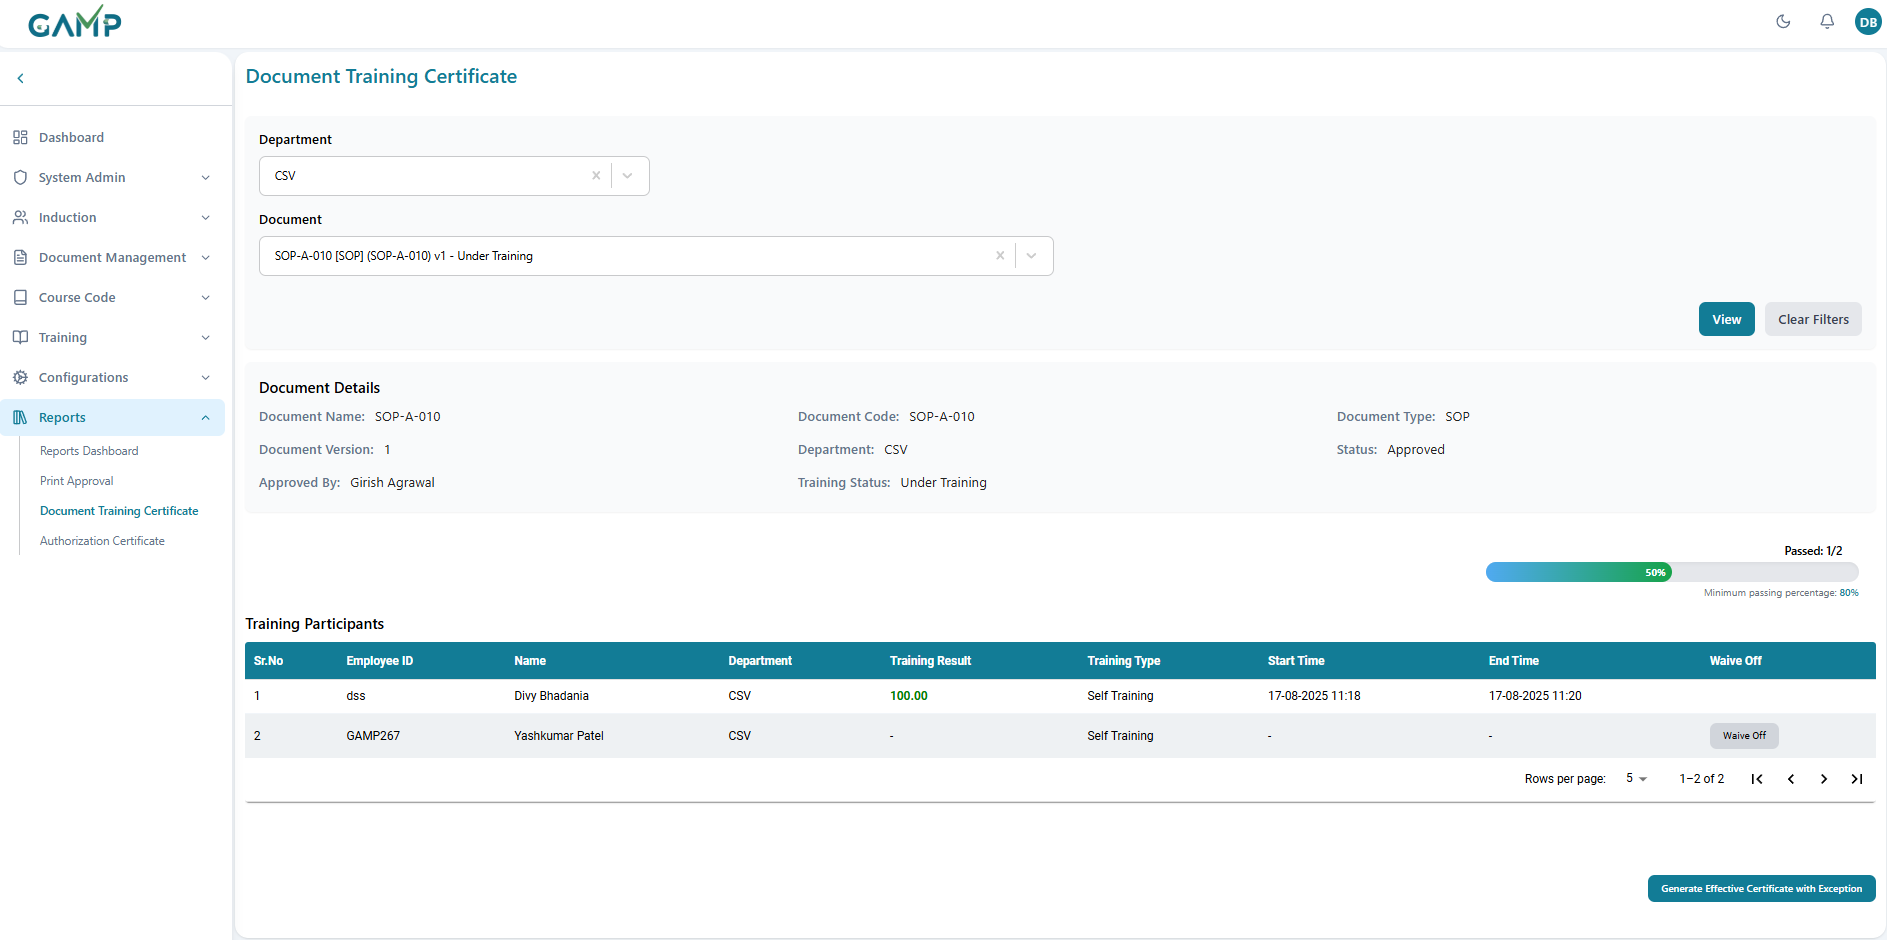 GAMP
DB
Document Training Certificate
Dashboard
System Admin
Induction
Document Management
Course Code
Training
Configurations
Reports
Reports Dashboard
Print Approval
Document Training Certificate
Authorization Certificate
Department
CSV
Document
SOP-A-010 [SOP] (SOP-A-010) v1 - Under Training
View Clear Filters
Document Details
Document Name: SOP-A-010 Document Code: SOP-A-010 Document Type: SOP
Document Version: 1 Department: CSV Status: Approved
Approved By: Girish Agrawal Training Status: Under Training
Passed: 1/2
50%
Minimum passing percentage: 80%
Training Participants
Sr.No Employee ID Name Department Training Result Training Type Start Time End Time Waive Off
1 dss Divy Bhadania CSV 100.00 Self Training 17-08-2025 11:18 17-08-2025 11:20
2 GAMP267 Yashkumar Patel CSV - Self Training - - Waive Off
Rows per page: 5 1–2 of 2
Generate Effective Certificate with Exception